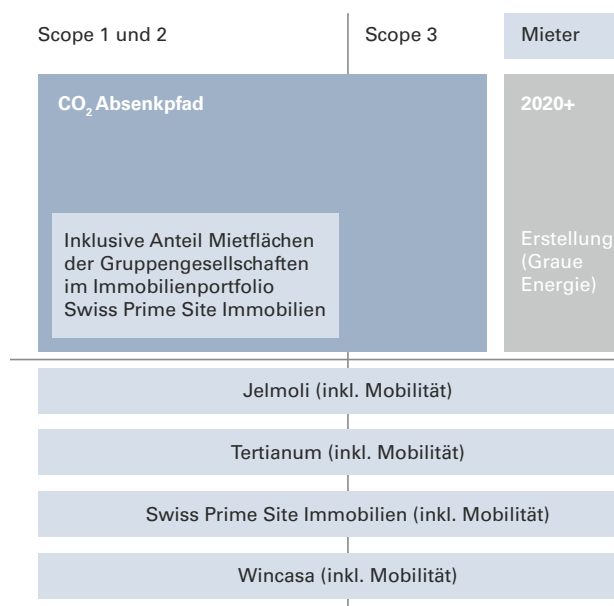 Scope 1 und 2
Scope 3
Mieter
CO₂ Absenkpfad
2020+
Inklusive Anteil Mietflächen
der Gruppengesellschaften
im Immobilienportfolio
Swiss Prime Site Immobilien
Erstellung
(Graue
Energie)
Jelmoli (inkl. Mobilität)
Tertianum (inkl. Mobilität)
Swiss Prime Site Immobilien (inkl. Mobilität)
Wincasa (inkl. Mobilität)